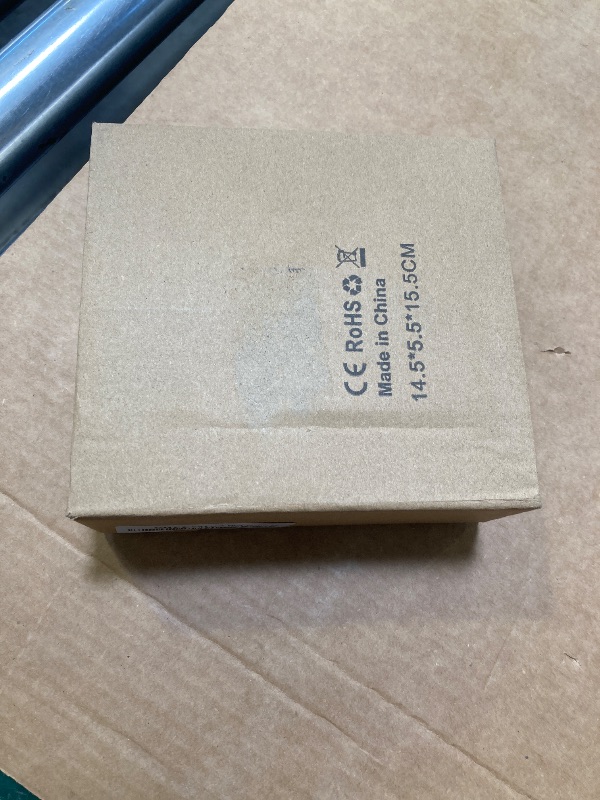 CE RoHS
Made in China
14.5*5.5*15.5CM